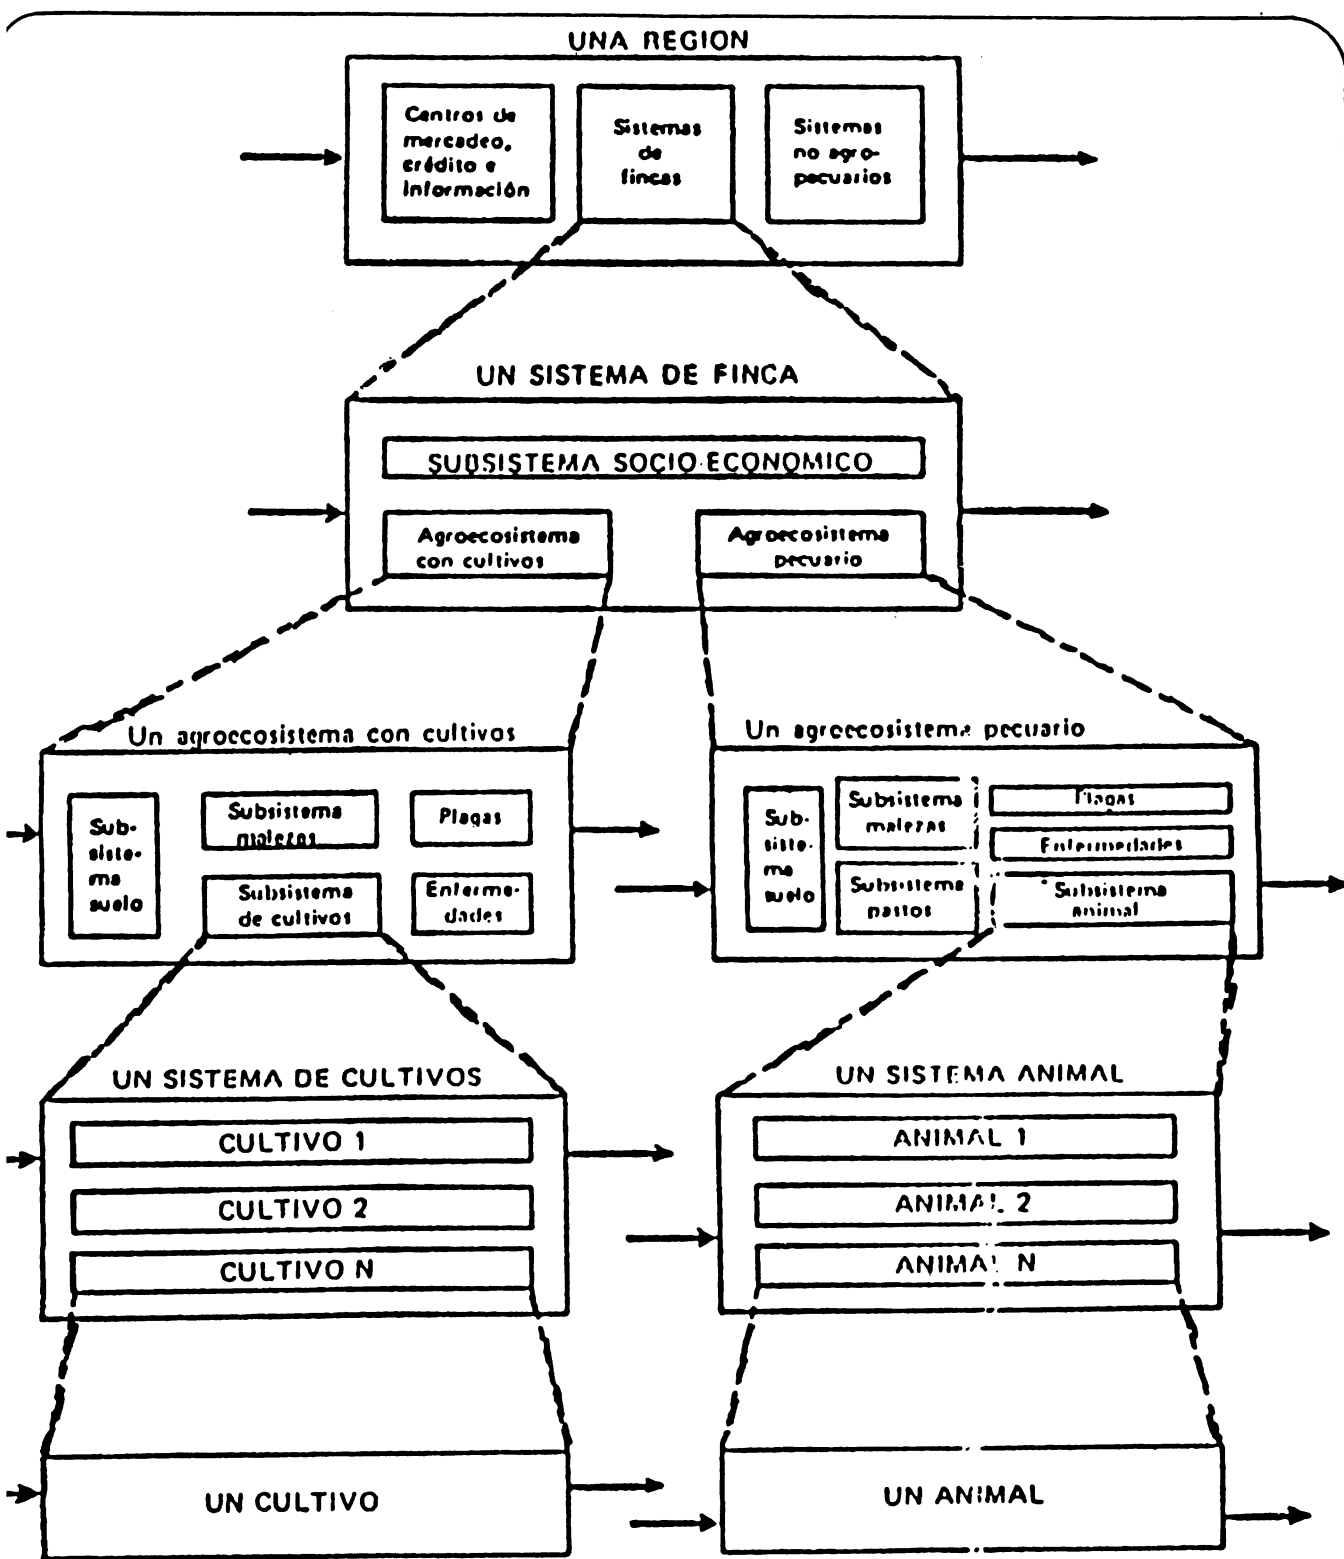 UNA REGION
Centros de
mercadeo,
crédito e
información
Sistemas
de
fincas
Sistemas
no agro-
pecuarios
UN SISTEMA DE FINCA
SUBSISTEMA SOCIO-ECONOMICO
Agroecosistema
con cultivos
Agroecosistema
pecuario
Un agroecosistema con cultivos
Sub-
siste-
ma
suelo
Subsistema
malezas
Plagas
Subsistema
de cultivos
Enferme-
dades
Un agroecosistema pecuario
Sub-
siste-
ma
suelo
Subsistema
malezas
Plagas
Enfermedades
Subsistema
pastos
Subsistema
animal
UN SISTEMA DE CULTIVOS
CULTIVO 1
CULTIVO 2
CULTIVO N
UN SISTEMA ANIMAL
ANIMAL 1
ANIMAL 2
ANIMAL N
UN CULTIVO
UN ANIMAL